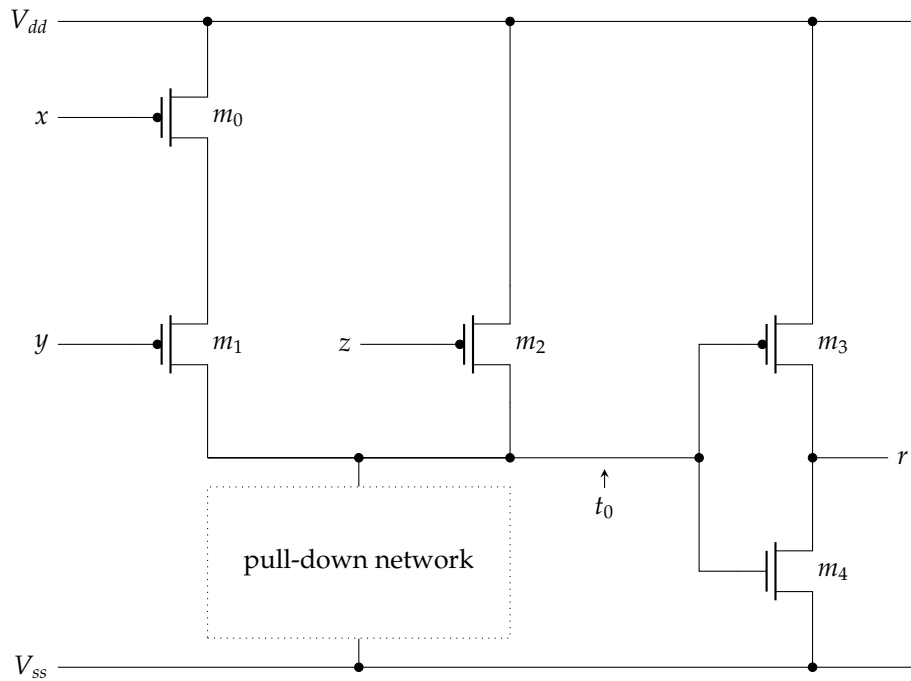 V_dd
x
m_0
y
m_1
z
m_2
m_3
r
t_0
pull-down network
m_4
V_ss